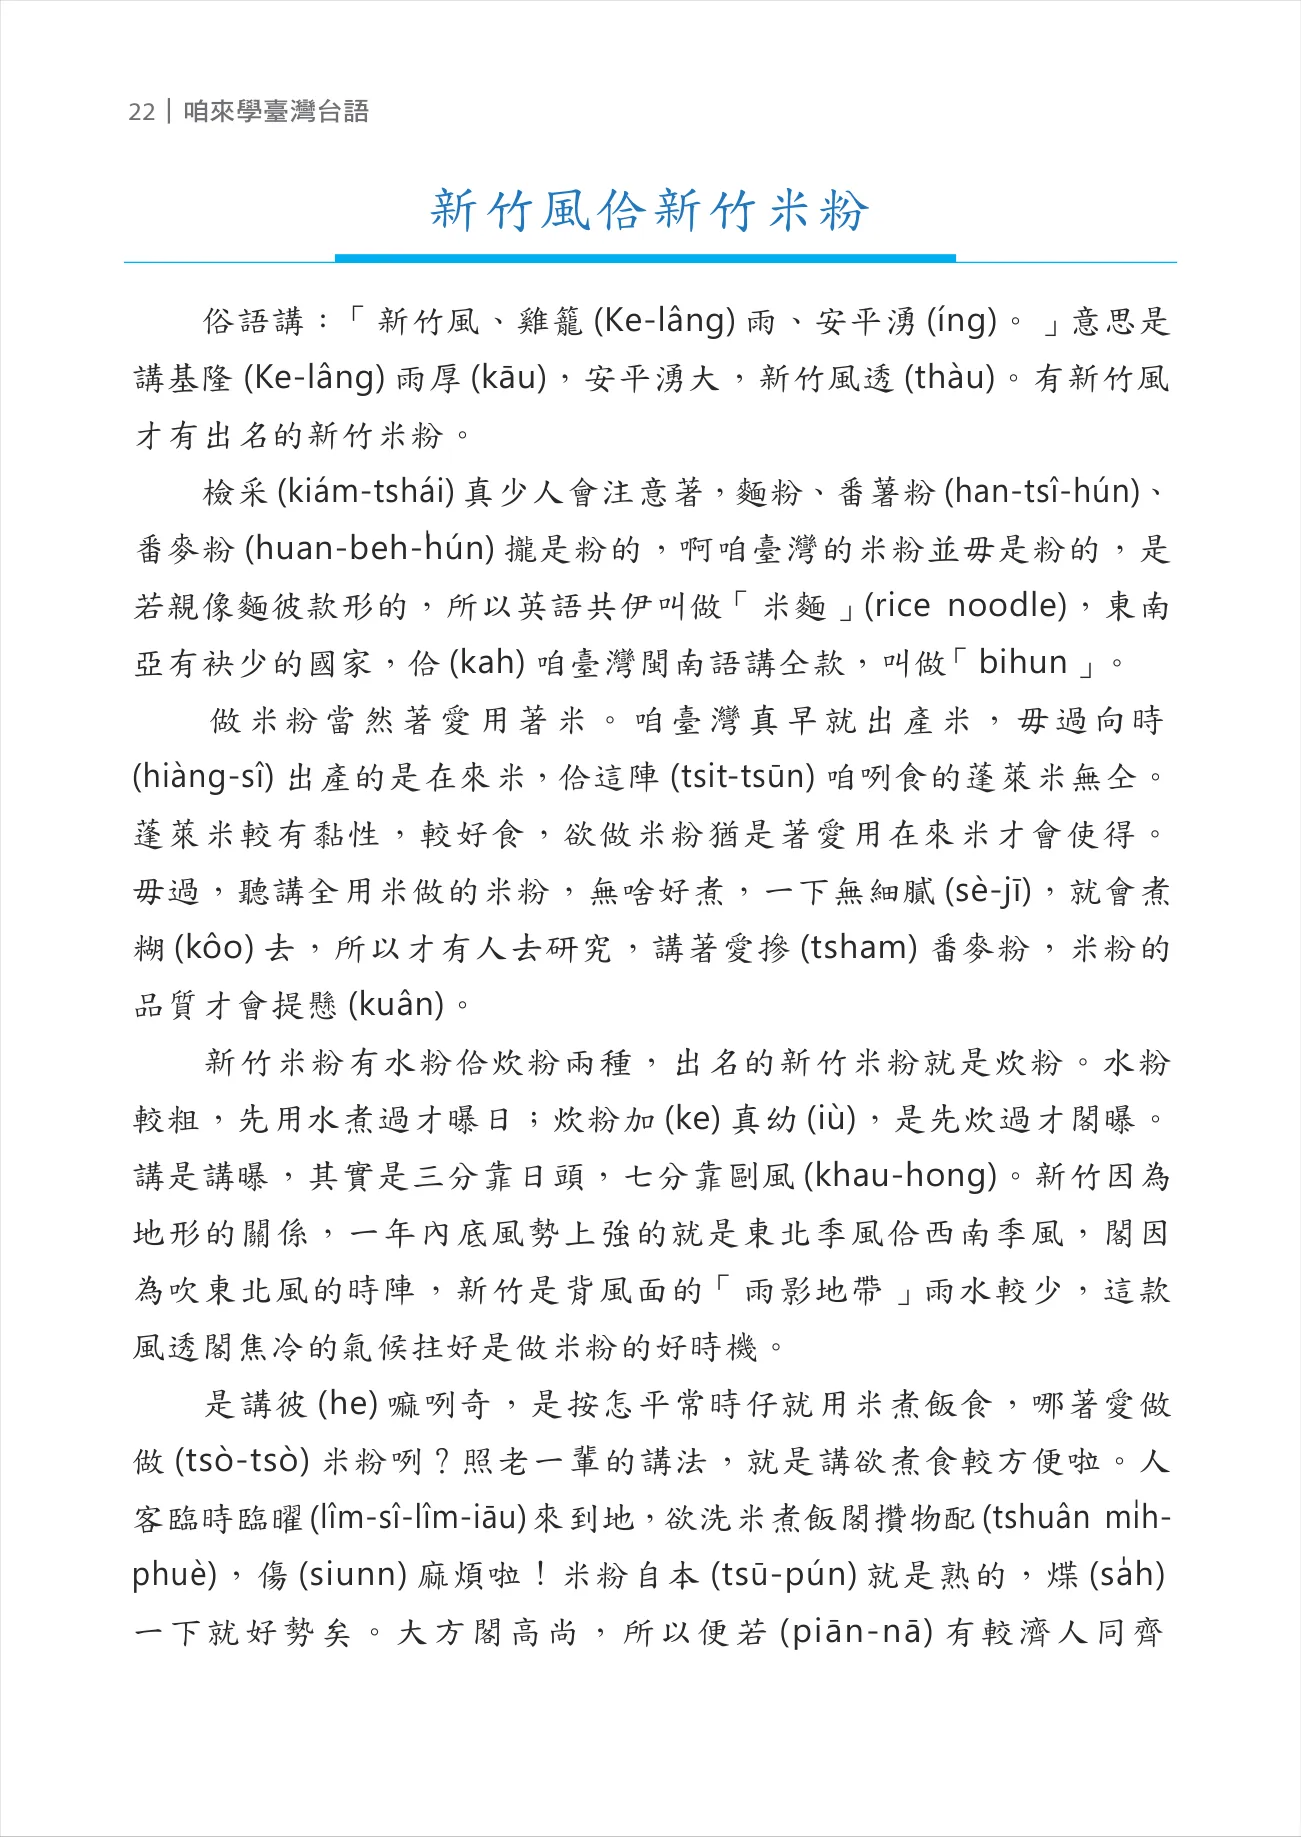 22｜咱來學臺灣台語
新竹風佮新竹米粉
俗語講：「新竹風、雞籠 (Ke-lâng) 雨、安平湧 (íng)。」意思是
講基隆 (Ke-lâng) 雨厚 (kāu)，安平湧大，新竹風透 (thàu)。有新竹風
才有出名的新竹米粉。
檢采 (kiám-tshái) 真少人會注意著，麵粉、番薯粉 (han-tsî-hún)、
番麥粉 (huan-beh-h̍ún) 攏是粉的，啊咱臺灣的米粉並毋是粉的，是
若親像麵彼款形的，所以英語共伊叫做「米麵」(rice noodle)，東南
亞有袂少的國家，佮 (kah) 咱臺灣閩南語講仝款，叫做「bihun」。
做米粉當然著愛用著米。咱臺灣真早就出產米，毋過向時
(hiàng-sî) 出產的是在來米，佮這陣 (tsit-tsūn) 咱咧食的蓬萊米無仝。
蓬萊米較有黏性，較好食，欲做米粉猶是著愛用在來米才會使得。
毋過，聽講全用米做的米粉，無啥好煮，一下無細膩 (sè-jī)，就會煮
糊 (kôo) 去，所以才有人去研究，講著愛摻 (tsham) 番麥粉，米粉的
品質才會提懸 (kuân)。
新竹米粉有水粉佮炊粉兩種，出名的新竹米粉就是炊粉。水粉
較粗，先用水煮過才曝日；炊粉加 (ke) 真幼 (iù)，是先炊過才閣曝。
講是講曝，其實是三分靠日頭，七分靠剾風 (khau-hong)。新竹因為
地形的關係，一年內底風勢上強的就是東北季風佮西南季風，閣因
為吹東北風的時陣，新竹是背風面的「雨影地帶」雨水較少，這款
風透閣焦冷的氣候拄好是做米粉的好時機。
是講彼 (he) 嘛咧奇，是按怎平常時仔就用米煮飯食，哪著愛做
做 (tsò-tsò) 米粉咧？照老一輩的講法，就是講欲煮食較方便啦。人
客臨時臨曜 (lîm-sî-lîm-iāu) 來到地，欲洗米煮飯閣攢物配 (tshuân mi̍h-
phuè)，傷 (siunn) 麻煩啦！米粉自本 (tsū-pún) 就是熟的，煠 (sa̍h)
一下就好勢矣。大方閣高尚，所以便若 (piān-nā) 有較濟人同齊